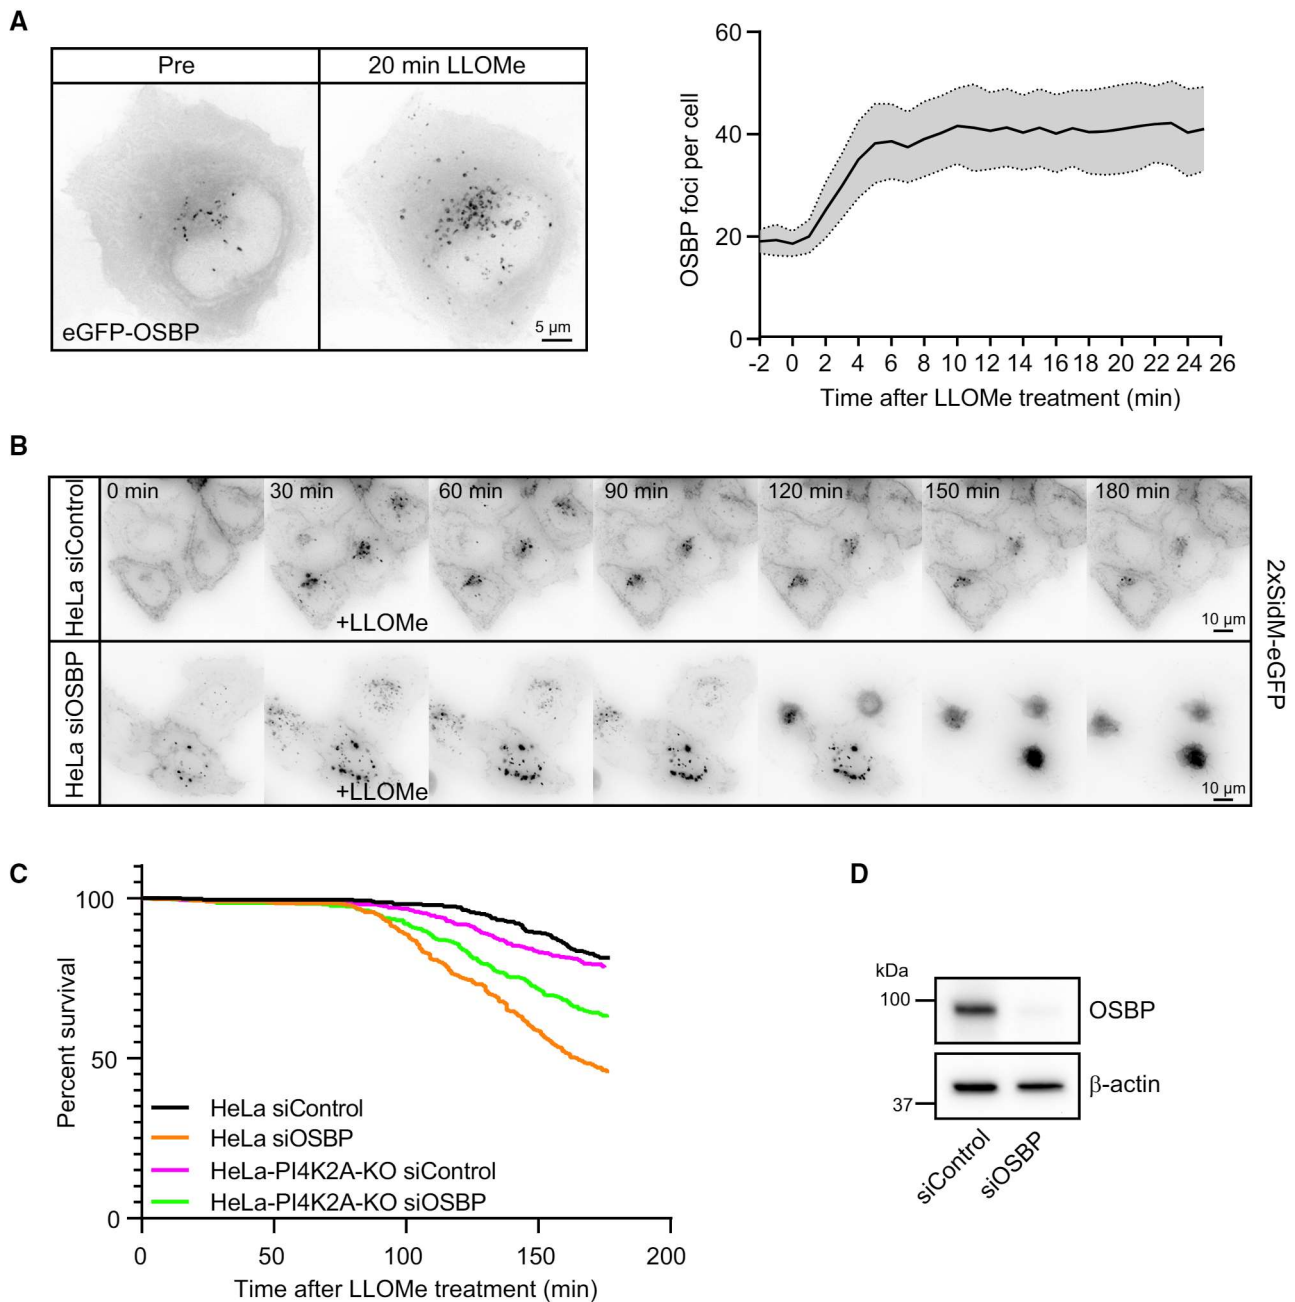 A
Pre
20 min LLOMe
eGFP-OSBP
5 µm
OSBP foci per cell
60
40
20
0
-2 0 2 4 6 8 10 12 14 16 18 20 22 24 26
Time after LLOMe treatment (min)
B
HeLa siControl
0 min 30 min 60 min 90 min 120 min 150 min 180 min
+LLOMe
10 µm
HeLa siOSBP
+LLOMe
10 µm
2xSidM-eGFP
C
Percent survival
100
50
0
HeLa siControl
HeLa siOSBP
HeLa-PI4K2A-KO siControl
HeLa-PI4K2A-KO siOSBP
0 50 100 150 200
Time after LLOMe treatment (min)
D
kDa
100
OSBP
37
β-actin
siControl
siOSBP